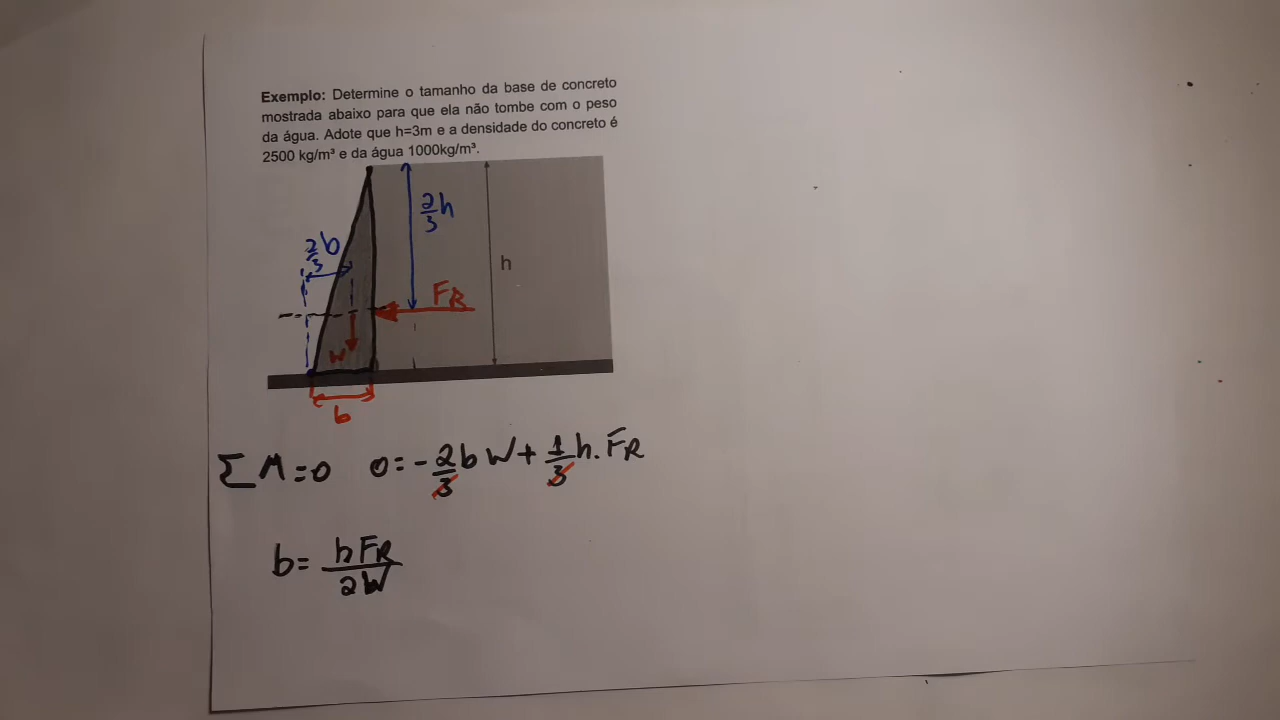 Exemplo: Determine o tamanho da base de concreto
mostrada abaixo para que ela não tombe com o peso
da água. Adote que h=3m e a densidade do concreto é
2500 kg/m³ e da água 1000kg/m³.
2/3 h
2/3 b
h
FR
W
b
ΣM=0 0=-2/3 b W + 1/3 h. FR
b= h FR / 2W